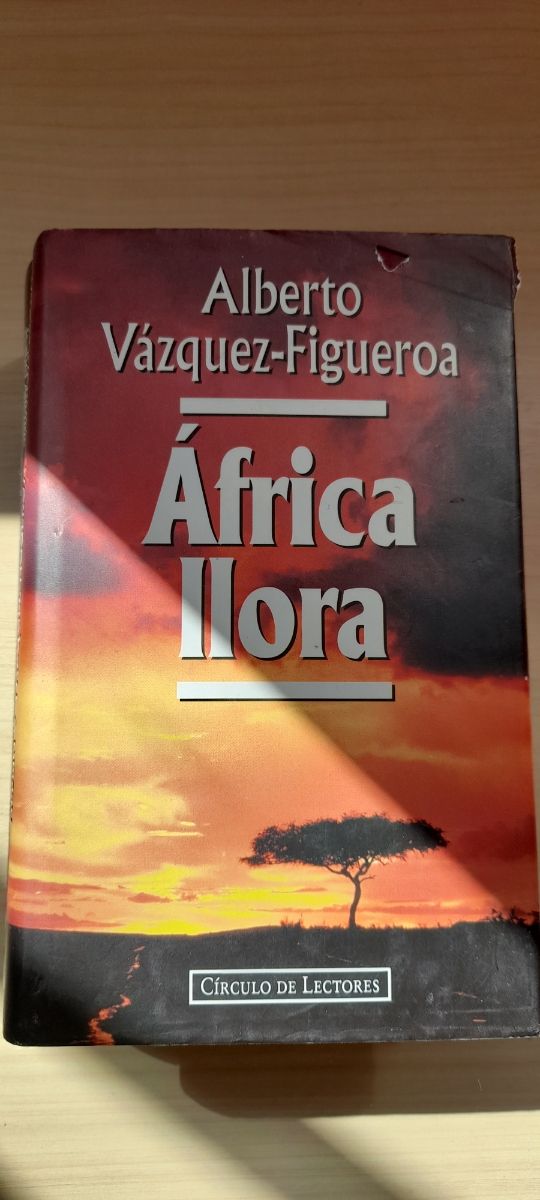 Alberto
Vázquez-Figueroa
África
llora
CÍRCULO DE LECTORES